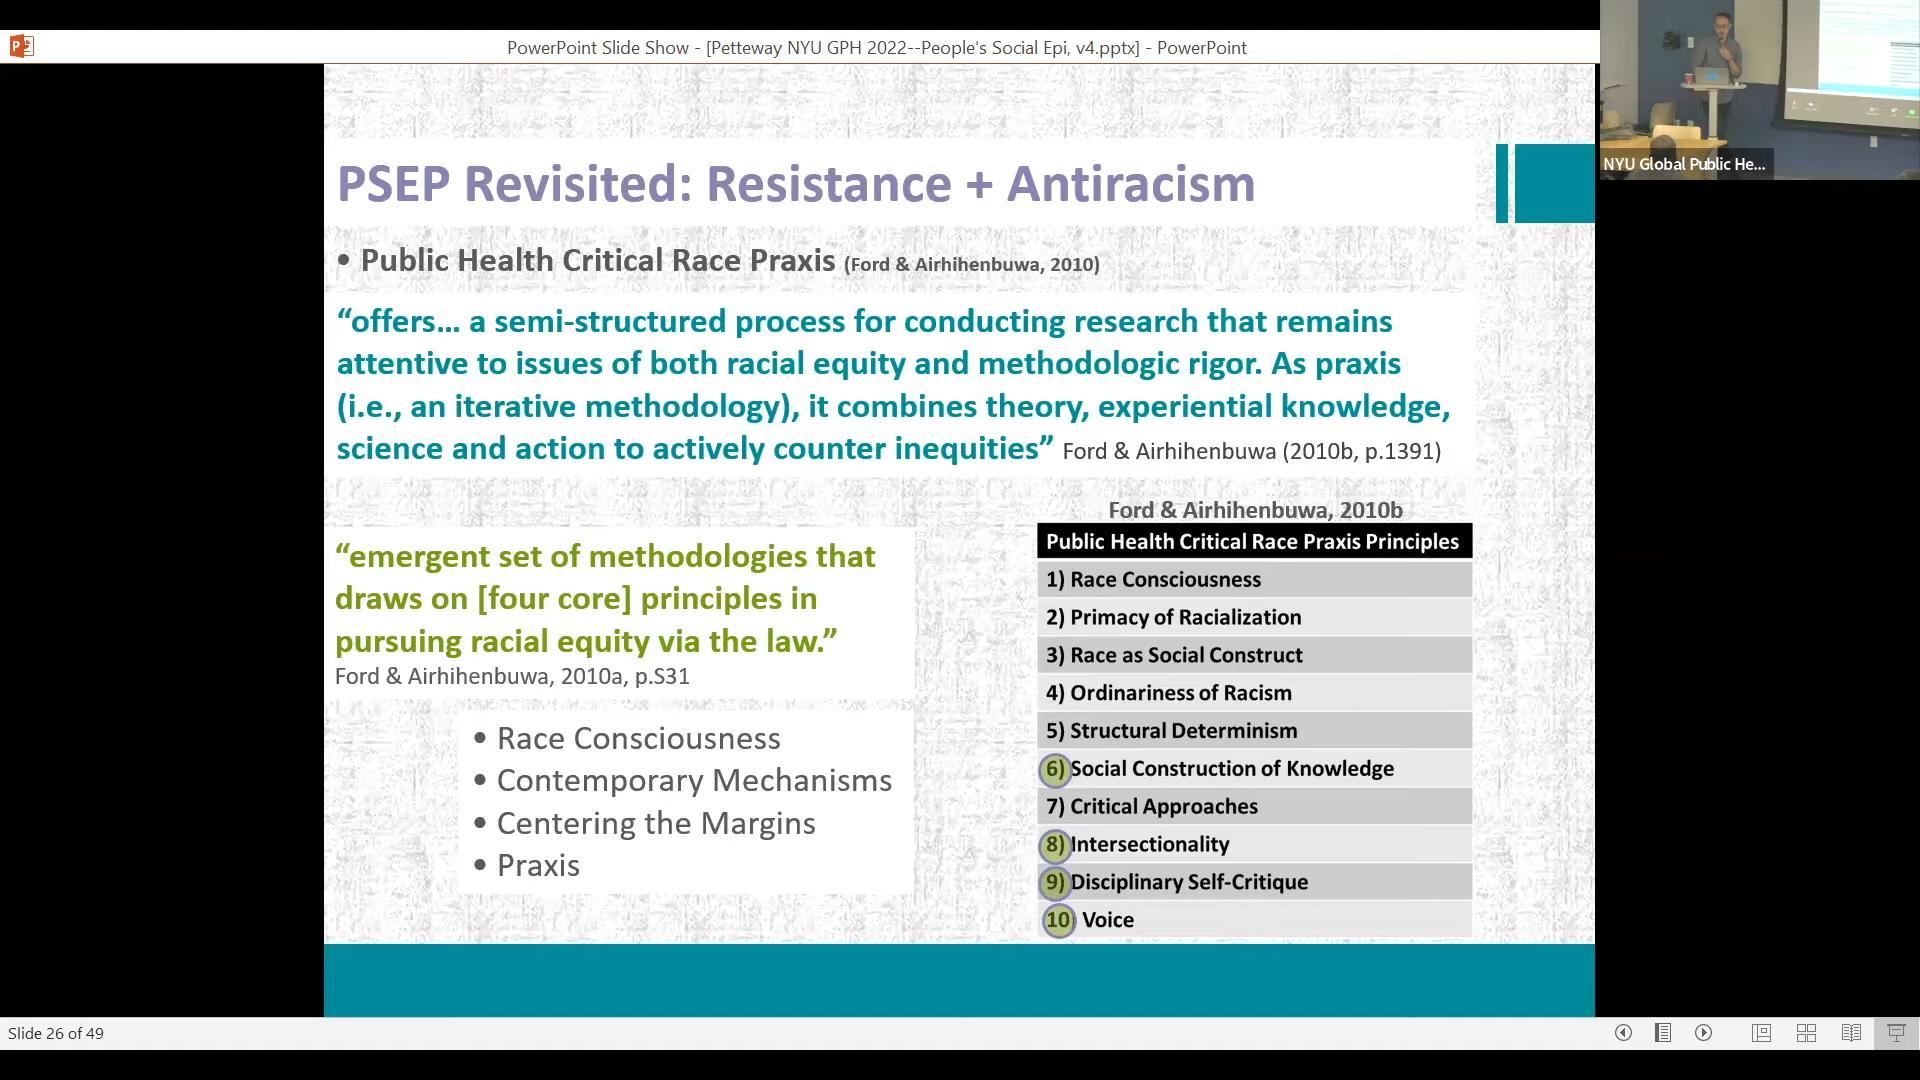 PowerPoint Slide Show - [Petteway NYU GPH 2022--People's Social Epi, v4.pptx] - PowerPoint
NYU Global Public He...
PSEP Revisited: Resistance + Antiracism
• Public Health Critical Race Praxis (Ford & Airhihenbuwa, 2010)
“offers… a semi-structured process for conducting research that remains
attentive to issues of both racial equity and methodologic rigor. As praxis
(i.e., an iterative methodology), it combines theory, experiential knowledge,
science and action to actively counter inequities” Ford & Airhihenbuwa (2010b, p.1391)
“emergent set of methodologies that
draws on [four core] principles in
pursuing racial equity via the law.”
Ford & Airhihenbuwa, 2010a, p.S31
• Race Consciousness
• Contemporary Mechanisms
• Centering the Margins
• Praxis
Ford & Airhihenbuwa, 2010b
Public Health Critical Race Praxis Principles
1) Race Consciousness
2) Primacy of Racialization
3) Race as Social Construct
4) Ordinariness of Racism
5) Structural Determinism
6) Social Construction of Knowledge
7) Critical Approaches
8) Intersectionality
9) Disciplinary Self-Critique
10) Voice
Slide 26 of 49